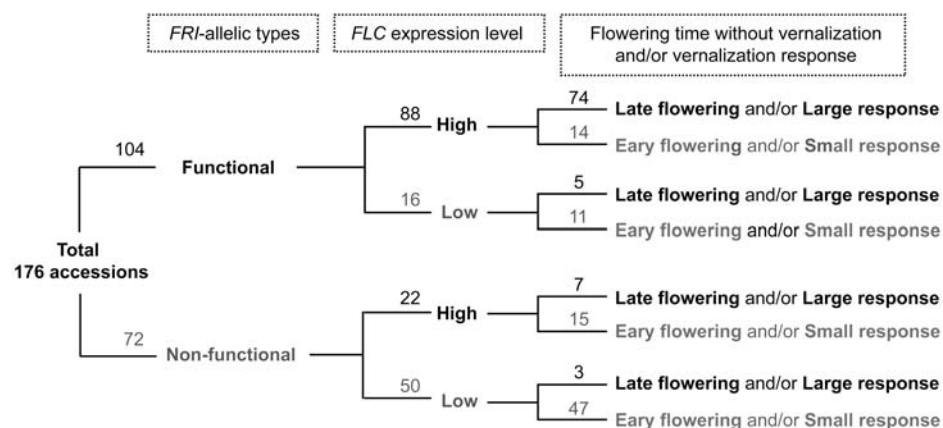 FRI-allelic types
FLC expression level
Flowering time without vernalization
and/or vernalization response
74
Late flowering and/or Large response
88
High
14
Eary flowering and/or Small response
104
Functional
5
Late flowering and/or Large response
16
Low
11
Eary flowering and/or Small response
Total
176 accessions
7
Late flowering and/or Large response
22
High
15
Eary flowering and/or Small response
72
Non-functional
3
Late flowering and/or Large response
50
Low
47
Eary flowering and/or Small response